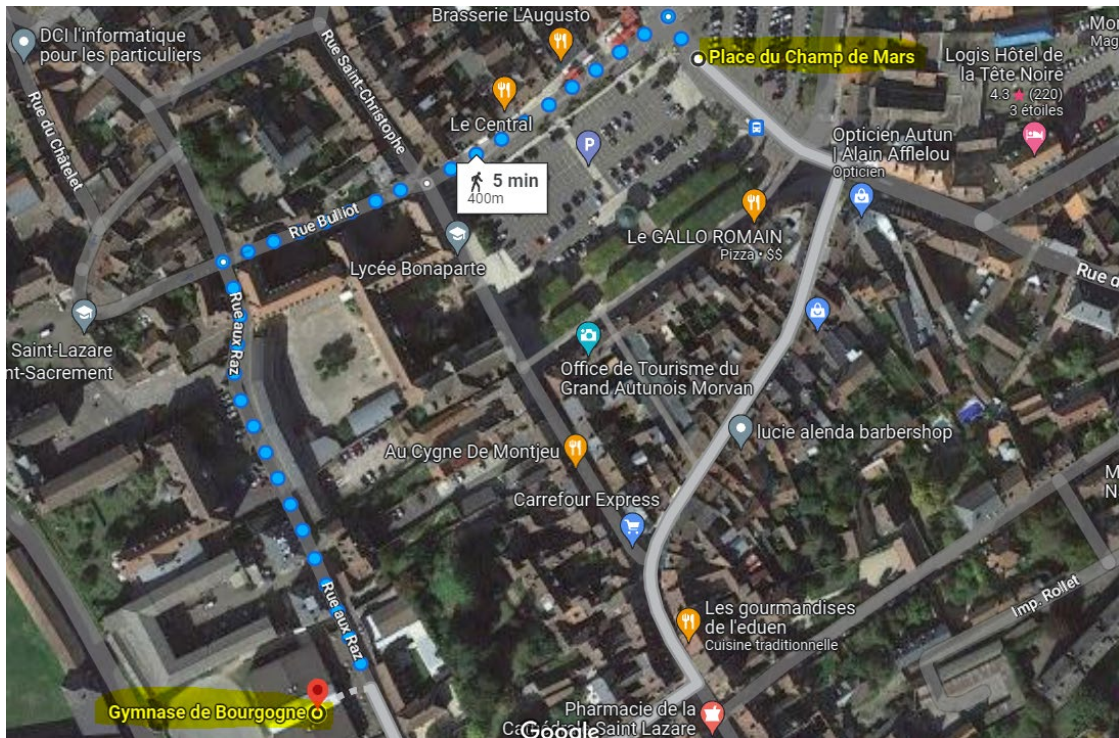 Brasserie L'Augusto
DCI l'informatique
pour les particuliers
Rue Saint-Christophe
Place du Champ de Mars
Logis Hôtel de
la Tête Noire
4.3 ★ (220)
3 étoiles
Mag
Rue du Châtelet
Le Central
P
Opticien Autun
| Alain Afflelou
Opticien
5 min
400m
Rue Bulliot
Lycée Bonaparte
Le GALLO ROMAIN
Pizza • $$
Rue d
Rue aux Raz
Saint-Lazare
nt-Sacrement
Office de Tourisme du
Grand Autunois Morvan
lucie alenda barbershop
Au Cygne De Montjeu
Carrefour Express
M
N
Rue aux Raz
Les gourmandises
de l'eduen
Cuisine traditionnelle
Imp. Rollet
Gymnase de Bourgogne
Pharmacie de la
Cathédrale Saint Lazare
Google